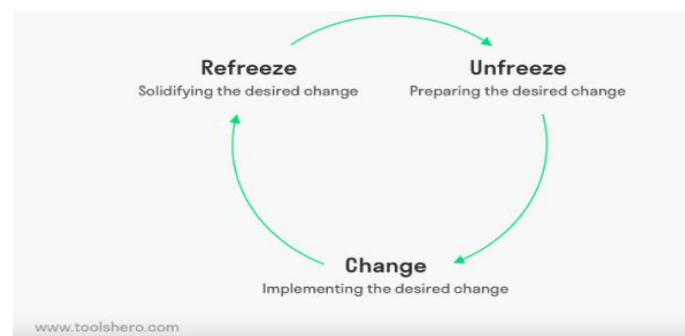 Refreeze
Solidifying the desired change
Unfreeze
Preparing the desired change
Change
Implementing the desired change
www.toolshero.com